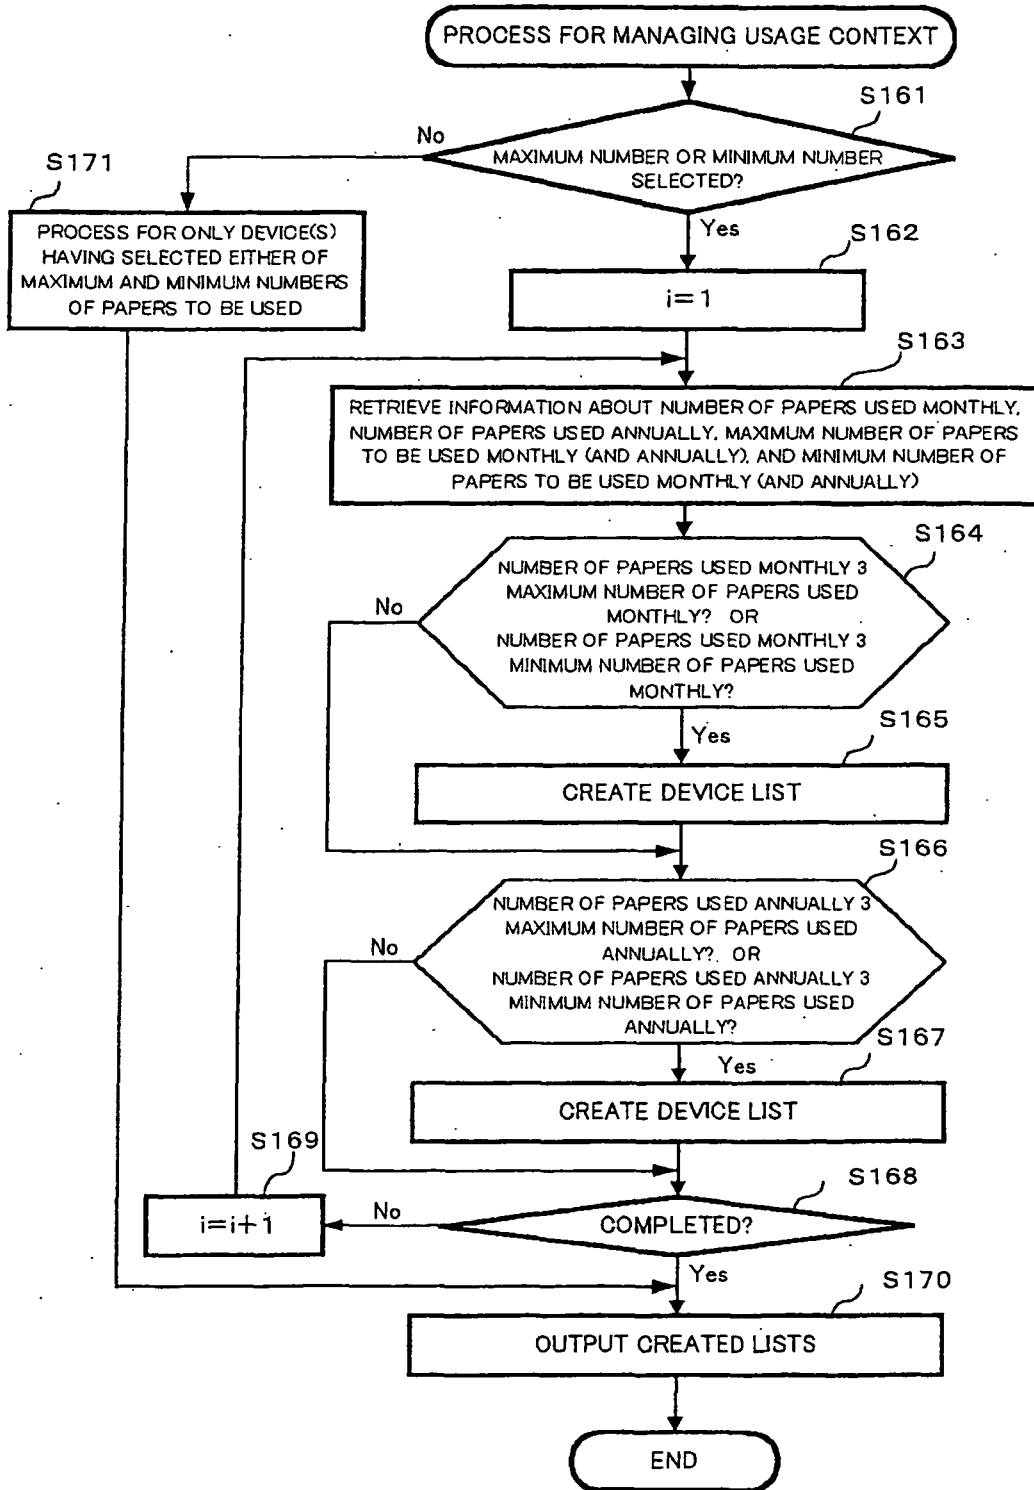 PROCESS FOR MANAGING USAGE CONTEXT
S161
MAXIMUM NUMBER OR MINIMUM NUMBER
SELECTED?
No
Yes
S171
PROCESS FOR ONLY DEVICE(S)
HAVING SELECTED EITHER OF
MAXIMUM AND MINIMUM NUMBERS
OF PAPERS TO BE USED
S162
i=1
S163
RETRIEVE INFORMATION ABOUT NUMBER OF PAPERS USED MONTHLY,
NUMBER OF PAPERS USED ANNUALLY, MAXIMUM NUMBER OF PAPERS
TO BE USED MONTHLY (AND ANNUALLY), AND MINIMUM NUMBER OF
PAPERS TO BE USED MONTHLY (AND ANNUALLY)
S164
NUMBER OF PAPERS USED MONTHLY 3
MAXIMUM NUMBER OF PAPERS USED
MONTHLY? OR
NUMBER OF PAPERS USED MONTHLY 3
MINIMUM NUMBER OF PAPERS USED
MONTHLY?
No
Yes
S165
CREATE DEVICE LIST
S166
NUMBER OF PAPERS USED ANNUALLY 3
MAXIMUM NUMBER OF PAPERS USED
ANNUALLY?. OR
NUMBER OF PAPERS USED ANNUALLY 3
MINIMUM NUMBER OF PAPERS USED
ANNUALLY?
No
Yes
S167
CREATE DEVICE LIST
S168
COMPLETED?
No
S169
i=i+1
Yes
S170
OUTPUT CREATED LISTS
END